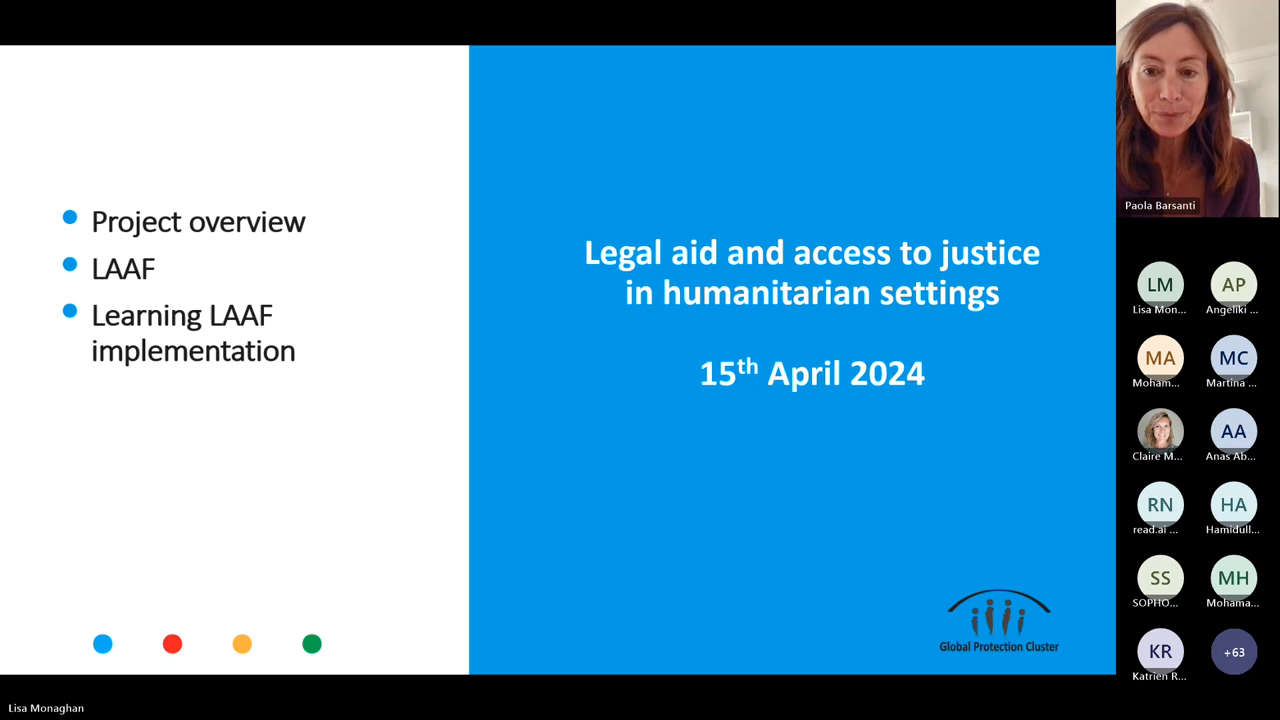 Project overview
LAAF
Learning LAAF
implementation
Legal aid and access to justice
in humanitarian settings
15th April 2024
Global Protection Cluster
Paola Barsanti
LM
Lisa Mon...
AP
Angeliki ...
MA
Moham...
MC
Martina ...
Claire M...
AA
Anas Ab...
RN
read.ai ...
HA
Hamidull...
SS
SOPHO...
MH
Mohama...
KR
Katrien R...
+63
Lisa Monaghan